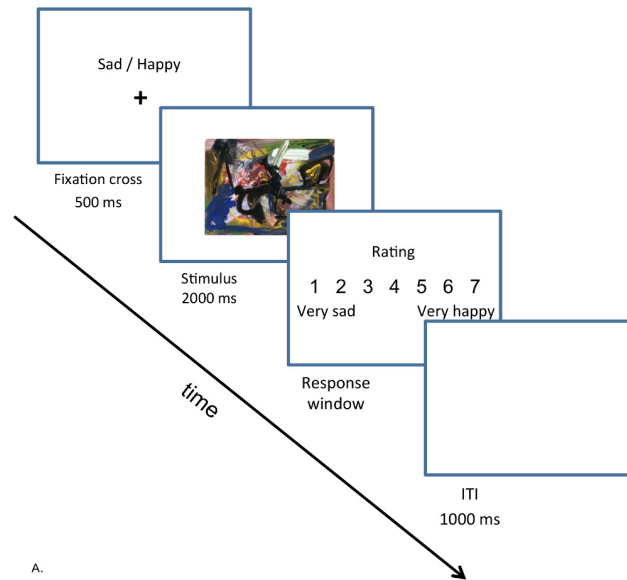 Sad / Happy
+
Fixation cross
500 ms
Stimulus
2000 ms
Rating
1 2 3 4 5 6 7
Very sad Very happy
Response
window
time
ITI
1000 ms
A.